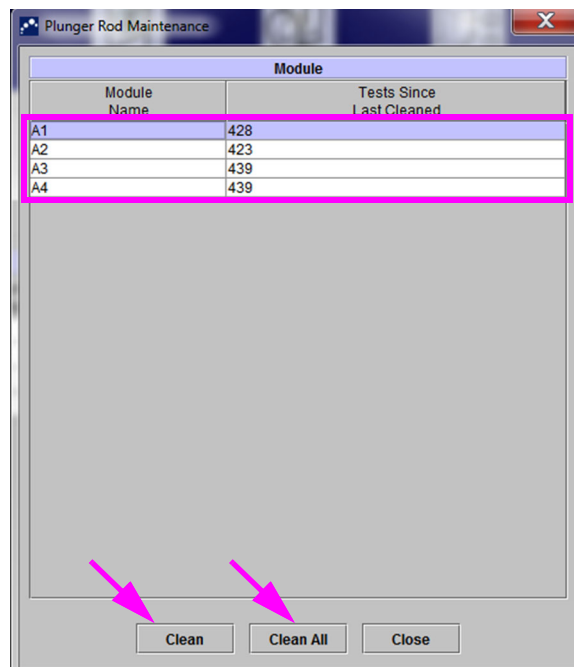 Plunger Rod Maintenance
X
Module
Module Name
Tests Since Last Cleaned
A1 428
A2 423
A3 439
A4 439
Clean Clean All Close